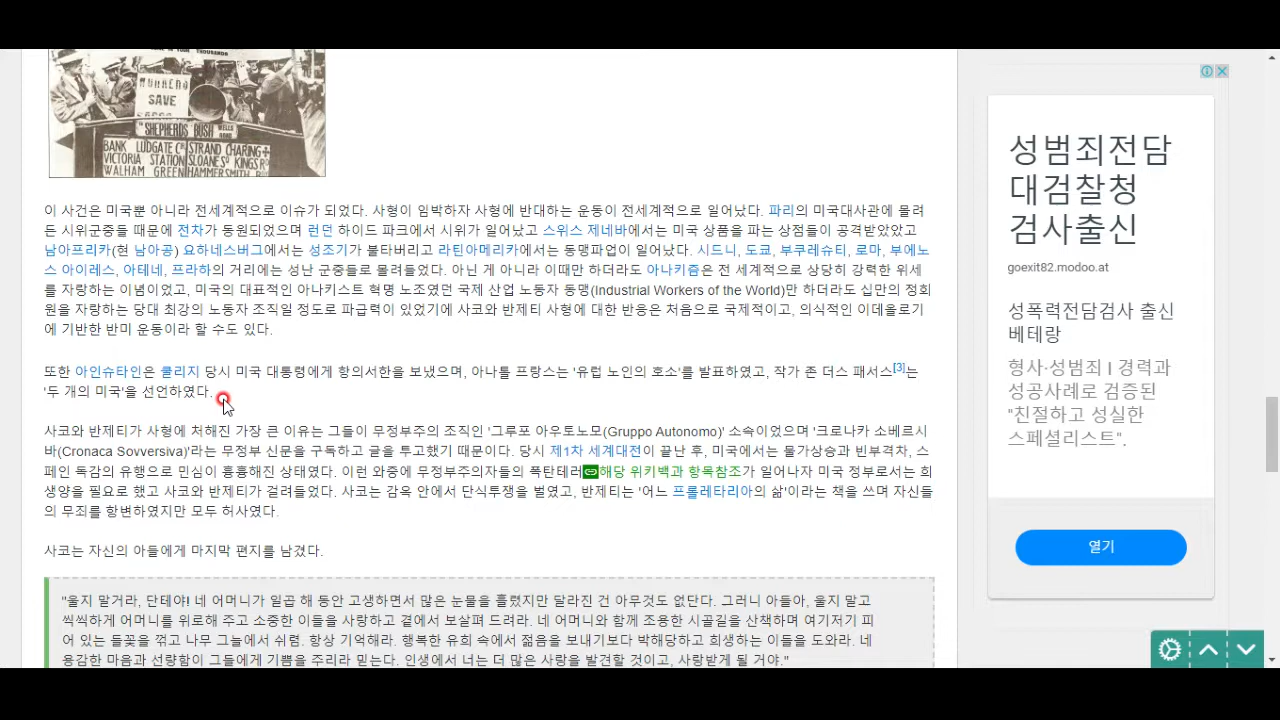 WORKERS
SAVE
SHEPHERDS BUSH WELLS ROAD
BANK LUDGATE CS STRAND CHARING+
VICTORIA STATION SLOANE SQ KINGS RD
WALHAM GREEN HAMMERSMITH
이 사건은 미국뿐 아니라 전세계적으로 이슈가 되었다. 사형이 임박하자 사형에 반대하는 운동이 전세계적으로 일어났다. 파리의 미국대사관에 몰려
든 시위군중들 때문에 전차가 동원되었으며 런던 하이드 파크에서 시위가 일어났고 스위스 제네바에서는 미국 상품을 파는 상점들이 공격받았았고
남아프리카(현 남아공) 요하네스버그에서는 성조기가 불타버리고 라틴아메리카에서는 동맹파업이 일어났다. 시드니, 도쿄, 부쿠레슈티, 로마, 부에노
스 아이레스, 아테네, 프라하의 거리에는 성난 군중들로 몰려들었다. 아닌 게 아니라 이때만 하더라도 아나키즘은 전 세계적으로 상당히 강력한 위세
를 자랑하는 이념이었고, 미국의 대표적인 아나키스트 혁명 노조였던 국제 산업 노동자 동맹(Industrial Workers of the World)만 하더라도 십만의 정회
원을 자랑하는 당대 최강의 노동자 조직일 정도로 파급력이 있었기에 사코와 반제티 사형에 대한 반응은 처음으로 국제적이고, 의식적인 이데올로기
에 기반한 반미 운동이라 할 수도 있다.
또한 아인슈타인은 쿨리지 당시 미국 대통령에게 항의서한을 보냈으며, 아나톨 프랑스는 '유럽 노인의 호소'를 발표하였고, 작가 존 더스 패서스[3]는
'두 개의 미국'을 선언하였다.
사코와 반제티가 사형에 처해진 가장 큰 이유는 그들이 무정부주의 조직인 '그루포 아우토노모(Gruppo Autonomo)' 소속이었으며 '크로나카 소베르시
바(Cronaca Sovversiva)'라는 무정부 신문을 구독하고 글을 투고했기 때문이다. 당시 제1차 세계대전이 끝난 후, 미국에서는 물가상승과 빈부격차, 스
페인 독감의 유행으로 민심이 흉흉해진 상태였다. 이런 와중에 무정부주의자들의 폭탄테러해당 위키백과 항목참조가 일어나자 미국 정부로서는 희
생양을 필요로 했고 사코와 반제티가 걸려들었다. 사코는 감옥 안에서 단식투쟁을 벌였고, 반제티는 '어느 프롤레타리아의 삶'이라는 책을 쓰며 자신들
의 무죄를 항변하였지만 모두 허사였다.
사코는 자신의 아들에게 마지막 편지를 남겼다.
"울지 말거라, 단테야! 네 어머니가 일곱 해 동안 고생하면서 많은 눈물을 흘렸지만 달라진 건 아무것도 없단다. 그러니 아들아, 울지 말고
씩씩하게 어머니를 위로해 주고 소중한 이들을 사랑하고 곁에서 보살펴 드려라. 네 어머니와 함께 조용한 시골길을 산책하며 여기저기 피
어 있는 들꽃을 꺾고 나무 그늘에서 쉬렴. 항상 기억해라. 행복한 유희 속에서 젊음을 보내기보다 박해당하고 희생하는 이들을 도와라. 네
용감한 마음과 선량함이 그들에게 기쁨을 주리라 믿는다. 인생에서 너는 더 많은 사랑을 발견할 것이고, 사랑받게 될 거야."
성범죄전담
대검찰청
검사출신
goexit82.modoo.at
성폭력전담검사 출신
베테랑
형사·성범죄 I 경력과
성공사례로 검증된
"친절하고 성실한
스페셜리스트".
열기